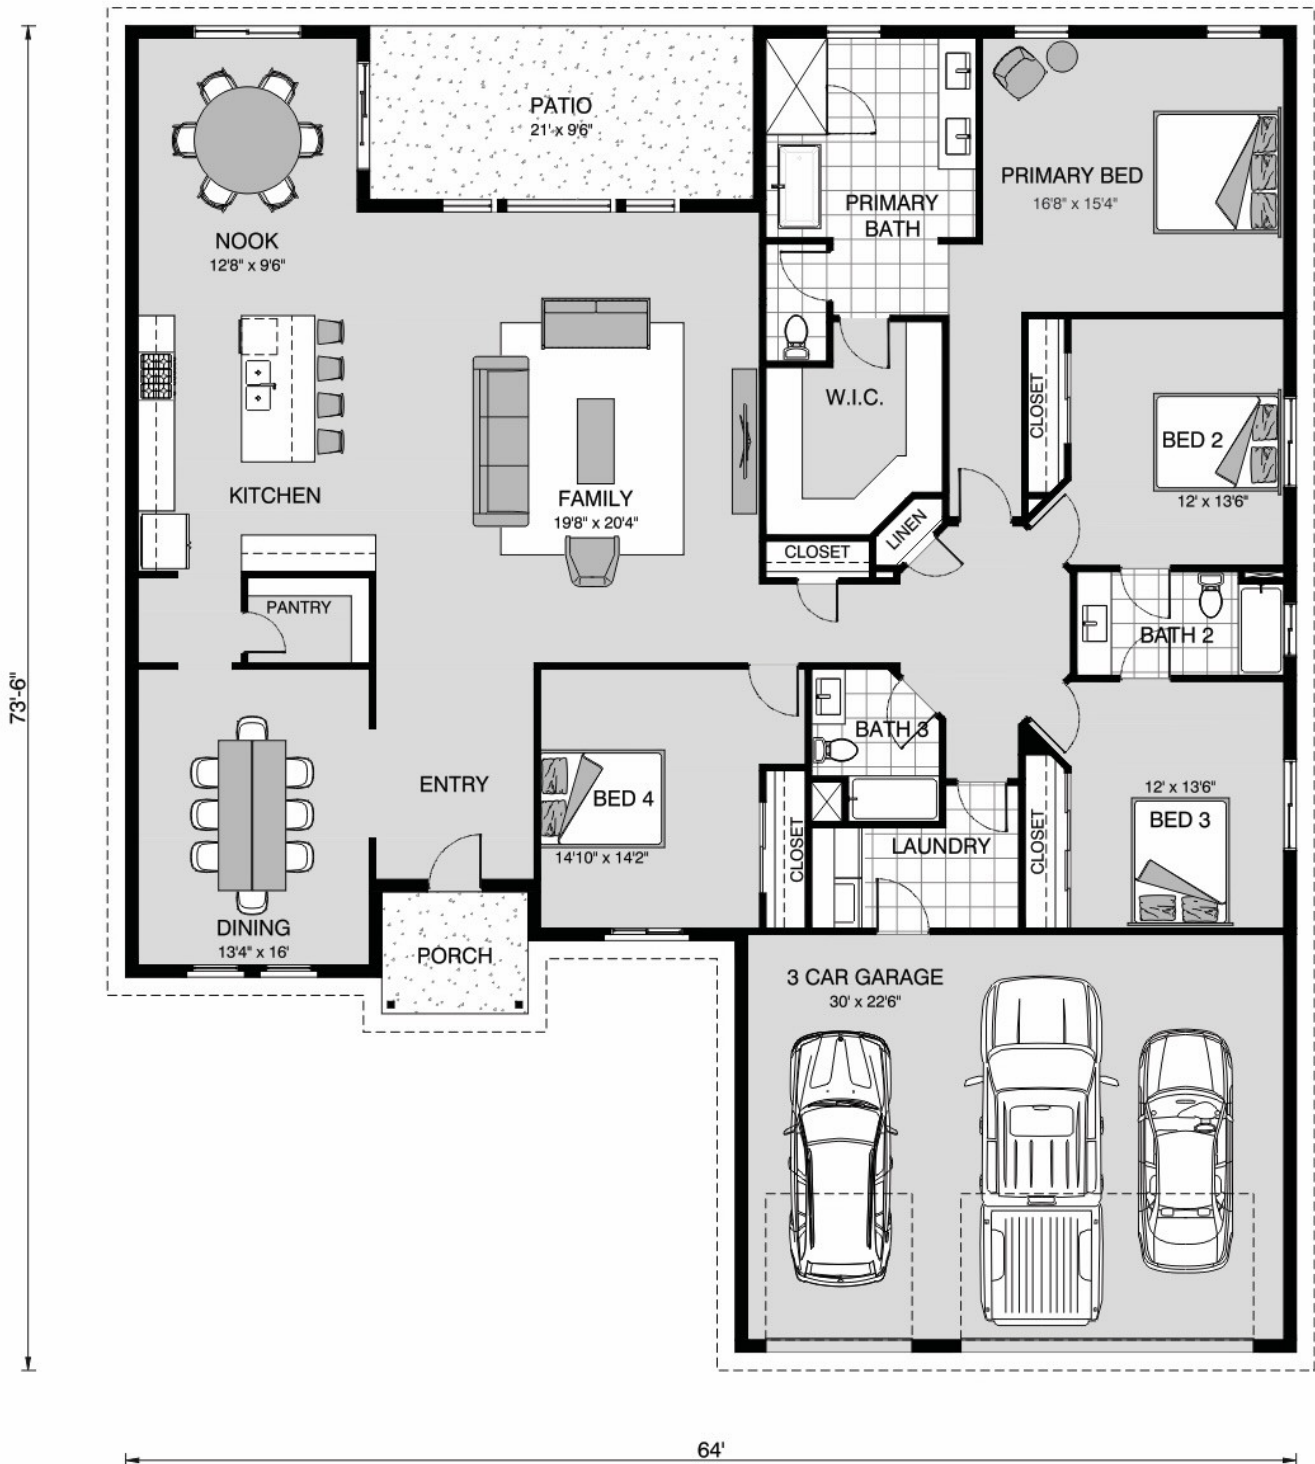 PATIO
21' x 9'6"
PRIMARY BED
16'8" x 15'4"
PRIMARY
BATH
NOOK
12'8" x 9'6"
W.I.C.
CLOSET
BED 2
12' x 13'6"
KITCHEN
FAMILY
19'8" x 20'4"
LINEN
CLOSET
PANTRY
BATH 2
73'-6"
BATH 3
ENTRY
BED 4
14'10" x 14'2"
CLOSET
LAUNDRY
CLOSET
12' x 13'6"
BED 3
DINING
13'4" x 16'
PORCH
3 CAR GARAGE
30' x 22'6"
64'